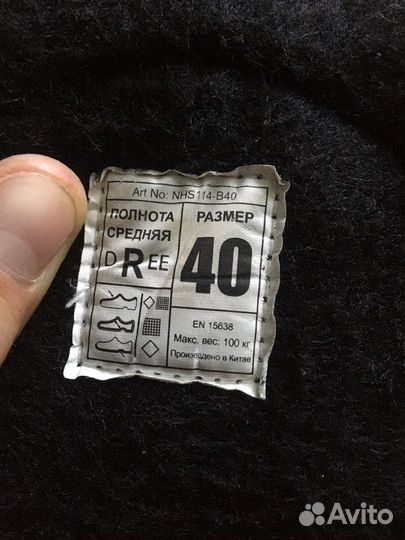 Art No: NHS114-B40
ПОЛНОТА
СРЕДНЯЯ
D R EE
РАЗМЕР
40
EN 15638
Макс. вес: 100 кг
Произведено в Китае
Avito